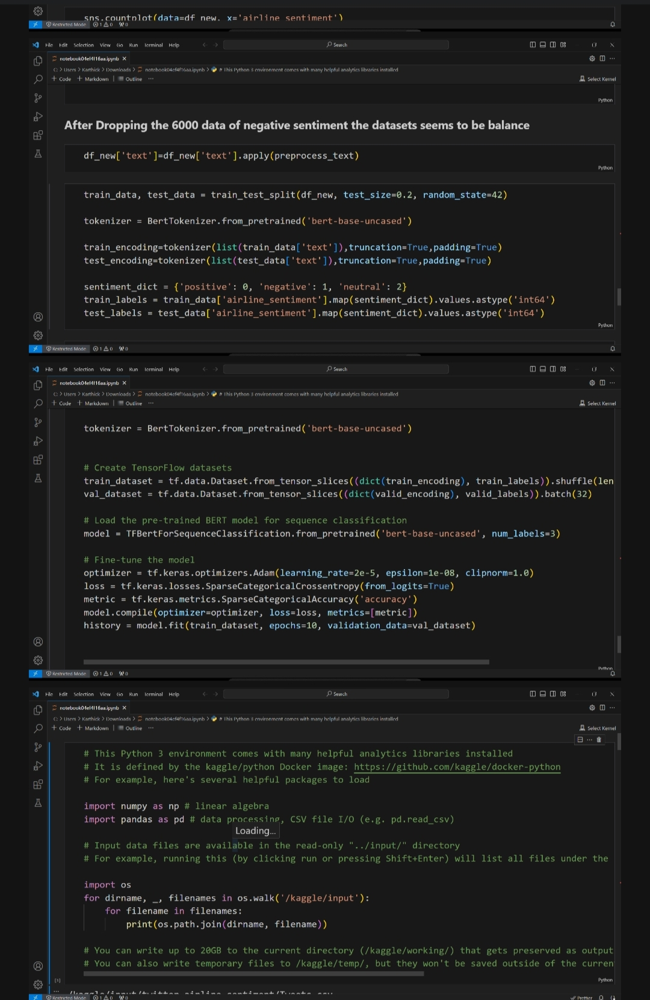 sns.countplot(data=df_new, x='airline_sentiment')
Restricted Mode 1 0 0
File Edit Selection View Go Run Terminal Help Search
notebook04ef4f16aa.ipynb
C: > Users > Karthick > Downloads > notebook04ef4f16aa.ipynb > # This Python 3 environment comes with many helpful analytics libraries installed
+ Code + Markdown | Outline ... Select Kernel
Python
After Dropping the 6000 data of negative sentiment the datasets seems to be balance
df_new['text']=df_new['text'].apply(preprocess_text)
Python
train_data, test_data = train_test_split(df_new, test_size=0.2, random_state=42)
tokenizer = BertTokenizer.from_pretrained('bert-base-uncased')
train_encoding=tokenizer(list(train_data['text']),truncation=True,padding=True)
test_encoding=tokenizer(list(test_data['text']),truncation=True,padding=True)
sentiment_dict = {'positive': 0, 'negative': 1, 'neutral': 2}
train_labels = train_data['airline_sentiment'].map(sentiment_dict).values.astype('int64')
test_labels = test_data['airline_sentiment'].map(sentiment_dict).values.astype('int64')
Python
Restricted Mode 1 0 0
File Edit Selection View Go Run Terminal Help Search
notebook04ef4f16aa.ipynb
C: > Users > Karthick > Downloads > notebook04ef4f16aa.ipynb > # This Python 3 environment comes with many helpful analytics libraries installed
+ Code + Markdown | Outline ... Select Kernel
tokenizer = BertTokenizer.from_pretrained('bert-base-uncased')
# Create TensorFlow datasets
train_dataset = tf.data.Dataset.from_tensor_slices((dict(train_encoding), train_labels)).shuffle(len
val_dataset = tf.data.Dataset.from_tensor_slices((dict(valid_encoding), valid_labels)).batch(32)
# Load the pre-trained BERT model for sequence classification
model = TFBertForSequenceClassification.from_pretrained('bert-base-uncased', num_labels=3)
# Fine-tune the model
optimizer = tf.keras.optimizers.Adam(learning_rate=2e-5, epsilon=1e-08, clipnorm=1.0)
loss = tf.keras.losses.SparseCategoricalCrossentropy(from_logits=True)
metric = tf.keras.metrics.SparseCategoricalAccuracy('accuracy')
model.compile(optimizer=optimizer, loss=loss, metrics=[metric])
history = model.fit(train_dataset, epochs=10, validation_data=val_dataset)
Python
Restricted Mode 1 0 0
File Edit Selection View Go Run Terminal Help Search
notebook04ef4f16aa.ipynb
C: > Users > Karthick > Downloads > notebook04ef4f16aa.ipynb > # This Python 3 environment comes with many helpful analytics libraries installed
+ Code + Markdown | Outline ... Select Kernel
# This Python 3 environment comes with many helpful analytics libraries installed
# It is defined by the kaggle/python Docker image: https://github.com/kaggle/docker-python
# For example, here's several helpful packages to load
import numpy as np # linear algebra
import pandas as pd # data processing, CSV file I/O (e.g. pd.read_csv)
Loading...
# Input data files are available in the read-only "../input/" directory
# For example, running this (by clicking run or pressing Shift+Enter) will list all files under the
import os
for dirname, _, filenames in os.walk('/kaggle/input'):
for filename in filenames:
print(os.path.join(dirname, filename))
# You can write up to 20GB to the current directory (/kaggle/working/) that gets preserved as output
# You can also write temporary files to /kaggle/temp/, but they won't be saved outside of the curren
[1] Python
/kaggle/input/twitter-airline-sentiment/Tweets.csv
Restricted Mode 1 0 0 Prettier